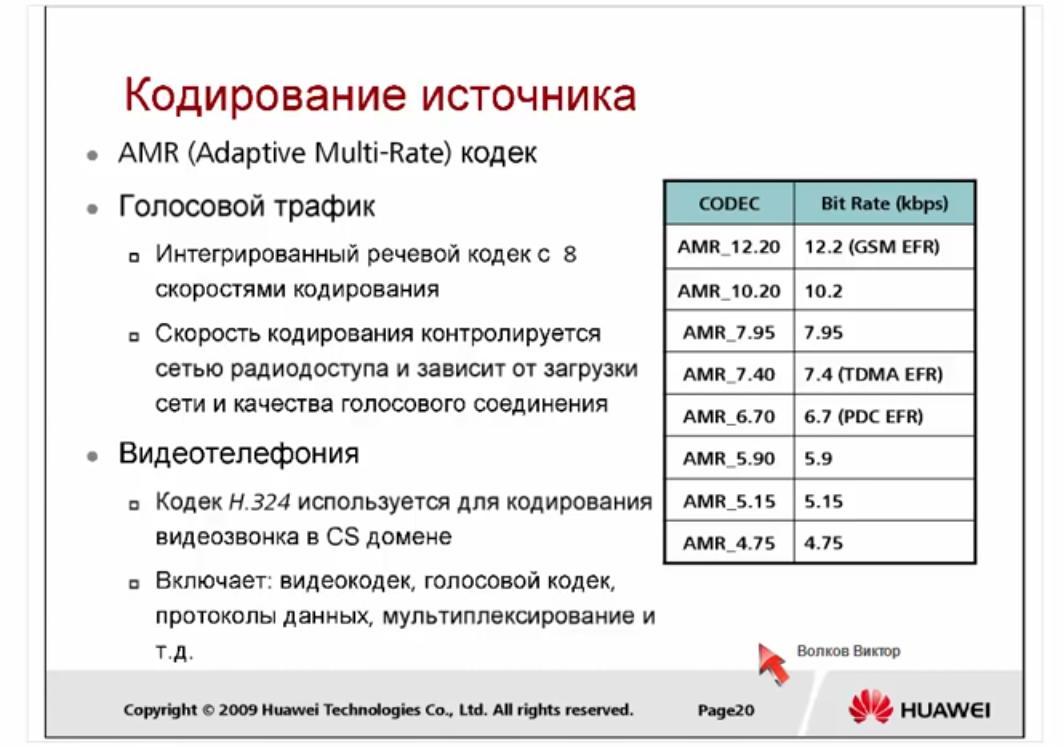 Кодирование источника
AMR (Adaptive Multi-Rate) кодек
Голосовой трафик
Интегрированный речевой кодек с 8
скоростями кодирования
Скорость кодирования контролируется
сетью радиодоступа и зависит от загрузки
сети и качества голосового соединения
Видеотелефония
Кодек H.324 используется для кодирования
видеозвонка в CS домене
Включает: видеокодек, голосовой кодек,
протоколы данных, мультиплексирование и
т.д.
CODEC Bit Rate (kbps)
AMR_12.20 12.2 (GSM EFR)
AMR_10.20 10.2
AMR_7.95 7.95
AMR_7.40 7.4 (TDMA EFR)
AMR_6.70 6.7 (PDC EFR)
AMR_5.90 5.9
AMR_5.15 5.15
AMR_4.75 4.75
Волков Виктор
Copyright © 2009 Huawei Technologies Co., Ltd. All rights reserved. Page20 HUAWEI